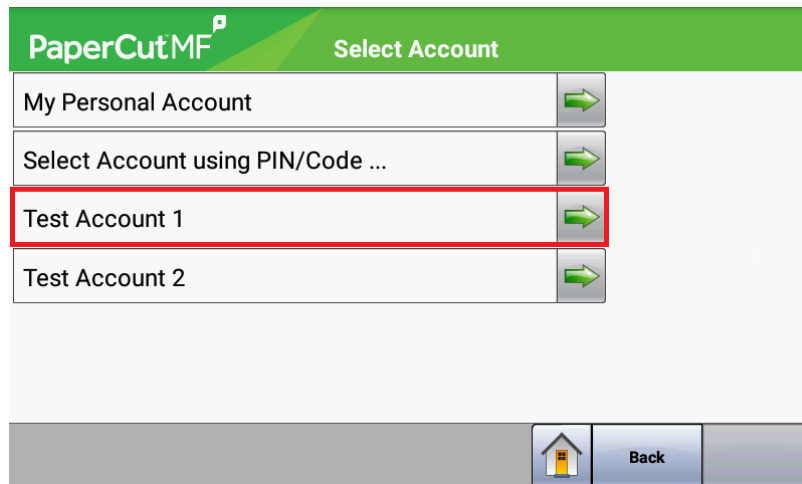 PaperCut MF
Select Account
My Personal Account
Select Account using PIN/Code ...
Test Account 1
Test Account 2
Back